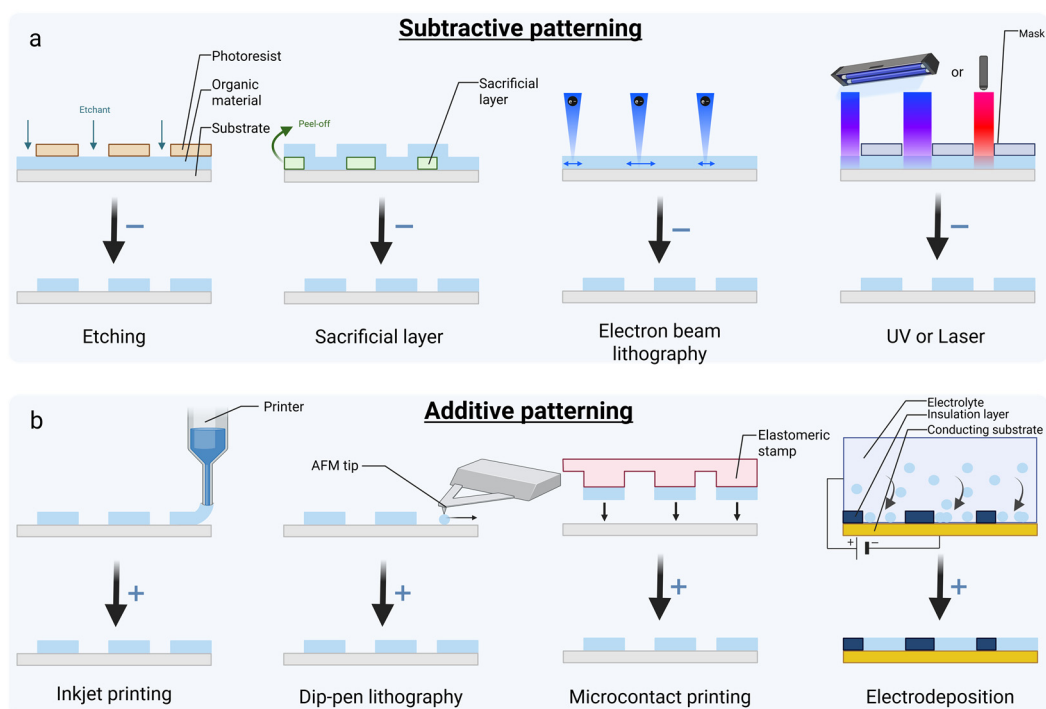 Subtractive patterning
a
Photoresist
Organic
material
Substrate
Etchant
Peel-off
Sacrificial
layer
or
Mask
−
−
−
−
Etching
Sacrificial layer
Electron beam
lithography
UV or Laser
Additive patterning
b
Printer
AFM tip
Elastomeric
stamp
Electrolyte
Insulation layer
Conducting substrate
+ −
+
+
+
+
Inkjet printing
Dip-pen lithography
Microcontact printing
Electrodeposition